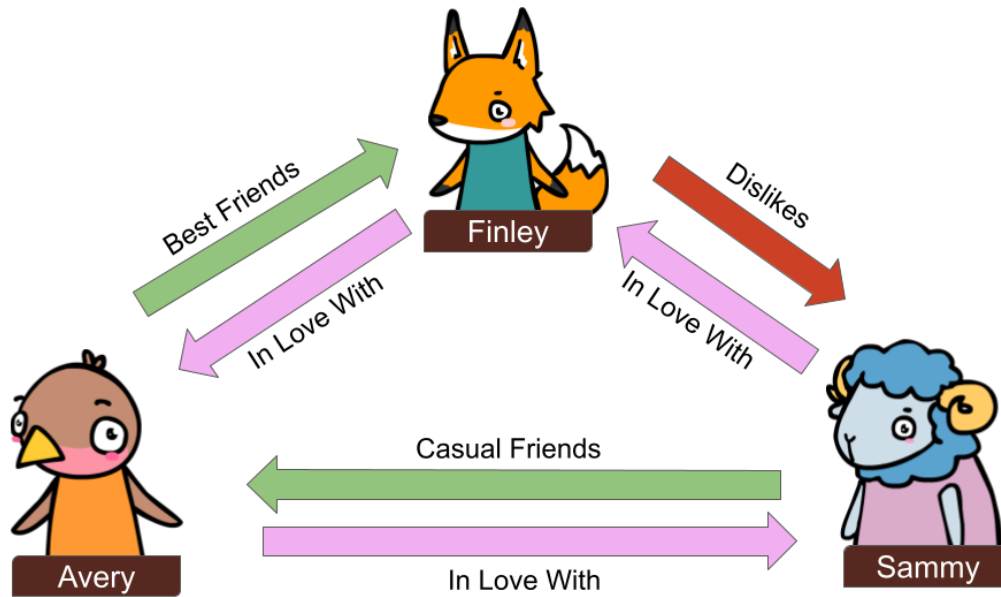 Best Friends
Finley
Dislikes
In Love With
In Love With
Casual Friends
Avery
In Love With
Sammy